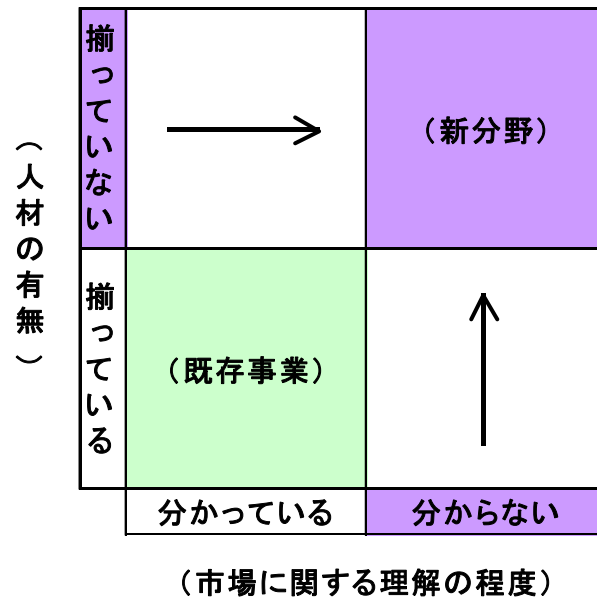 （人材の有無）
揃っていない
揃っている
（新分野）
（既存事業）
分かっている
分からない
（市場に関する理解の程度）